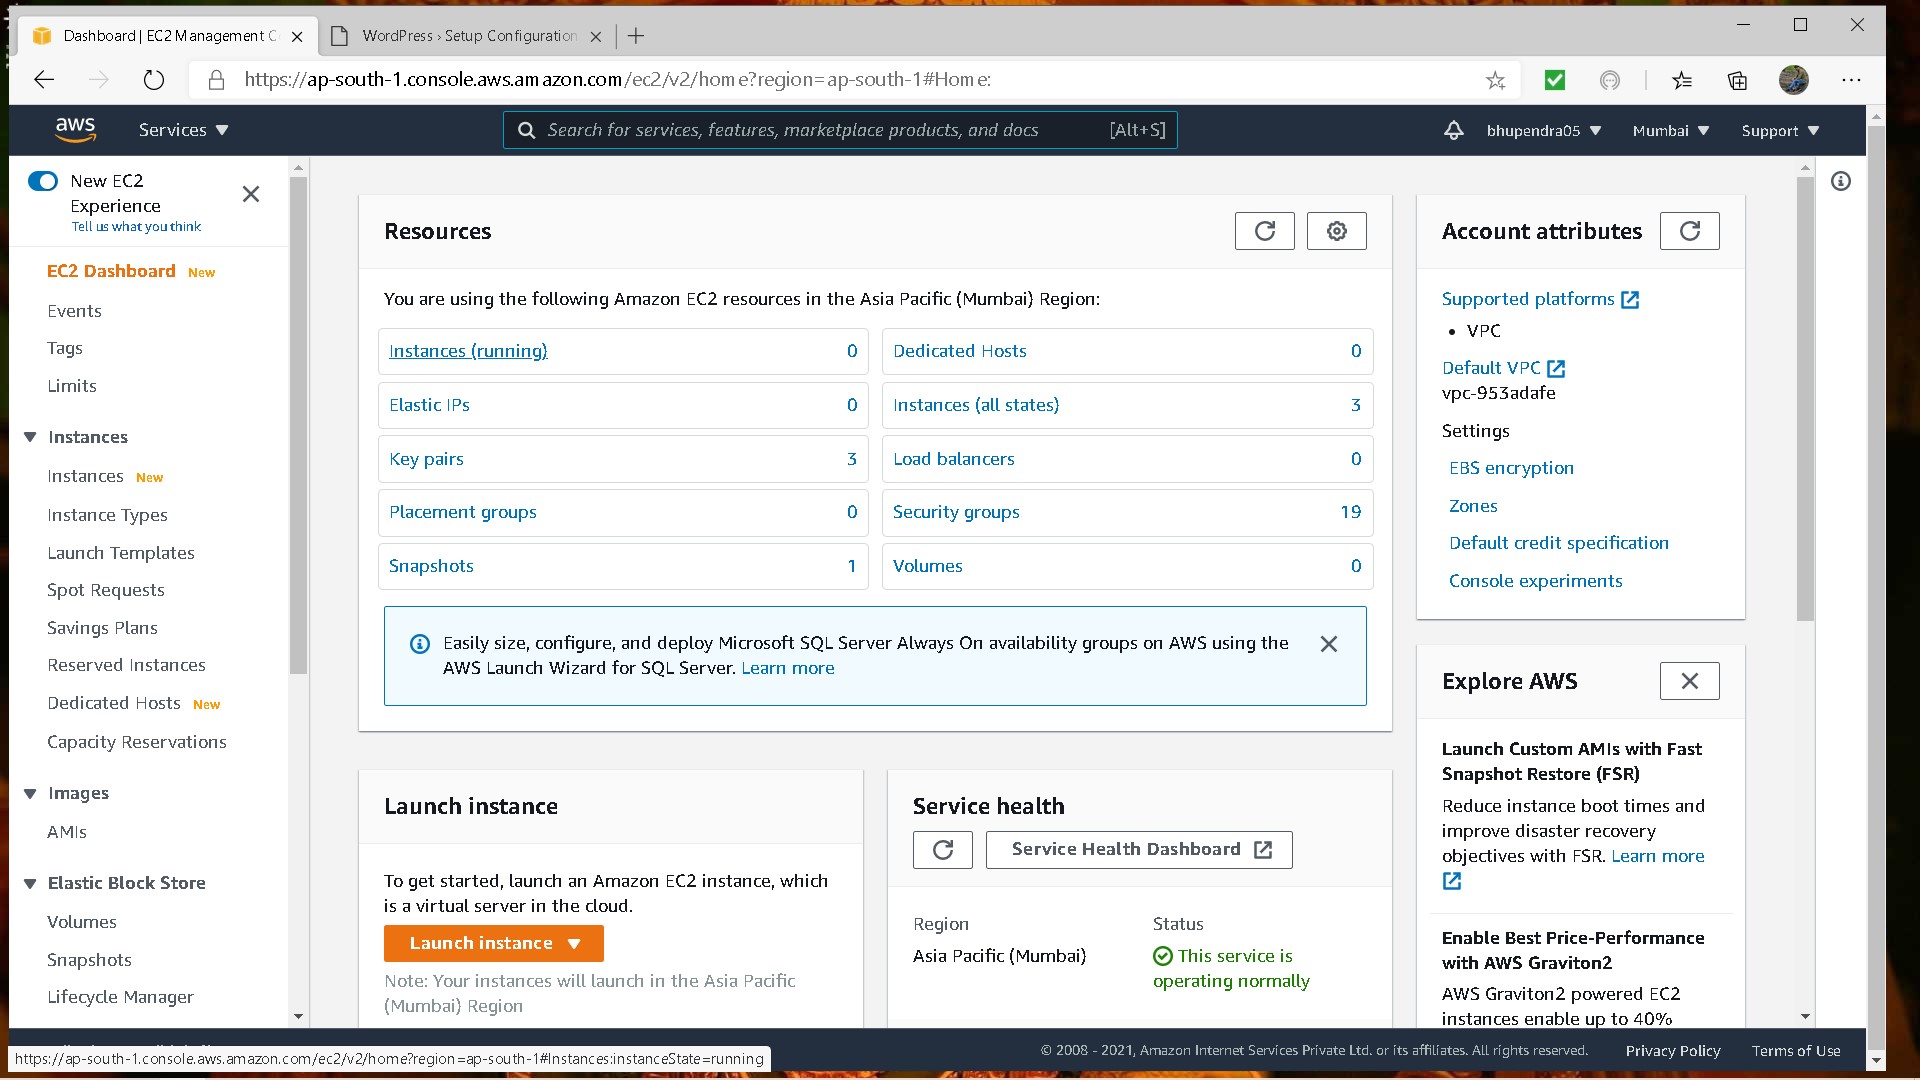 Dashboard | EC2 Management C
WordPress › Setup Configuration
https://ap-south-1.console.aws.amazon.com/ec2/v2/home?region=ap-south-1#Home:
aws
Services
Search for services, features, marketplace products, and docs
[Alt+S]
bhupendra05
Mumbai
Support
New EC2
Experience
Tell us what you think
EC2 Dashboard New
Events
Tags
Limits
Instances
Instances New
Instance Types
Launch Templates
Spot Requests
Savings Plans
Reserved Instances
Dedicated Hosts New
Capacity Reservations
Images
AMIs
Elastic Block Store
Volumes
Snapshots
Lifecycle Manager
Resources
You are using the following Amazon EC2 resources in the Asia Pacific (Mumbai) Region:
Instances (running) 0
Dedicated Hosts 0
Elastic IPs 0
Instances (all states) 3
Key pairs 3
Load balancers 0
Placement groups 0
Security groups 19
Snapshots 1
Volumes 0
Easily size, configure, and deploy Microsoft SQL Server Always On availability groups on AWS using the
AWS Launch Wizard for SQL Server. Learn more
Launch instance
To get started, launch an Amazon EC2 instance, which
is a virtual server in the cloud.
Launch instance
Note: Your instances will launch in the Asia Pacific
(Mumbai) Region
Service health
Service Health Dashboard
Region
Status
Asia Pacific (Mumbai)
This service is
operating normally
Account attributes
Supported platforms
• VPC
Default VPC
vpc-953adafe
Settings
EBS encryption
Zones
Default credit specification
Console experiments
Explore AWS
Launch Custom AMIs with Fast
Snapshot Restore (FSR)
Reduce instance boot times and
improve disaster recovery
objectives with FSR. Learn more
Enable Best Price-Performance
with AWS Graviton2
AWS Graviton2 powered EC2
instances enable up to 40%
https://ap-south-1.console.aws.amazon.com/ec2/v2/home?region=ap-south-1#Instances:instanceState=running
© 2008 - 2021, Amazon Internet Services Private Ltd. or its affiliates. All rights reserved.
Privacy Policy
Terms of Use